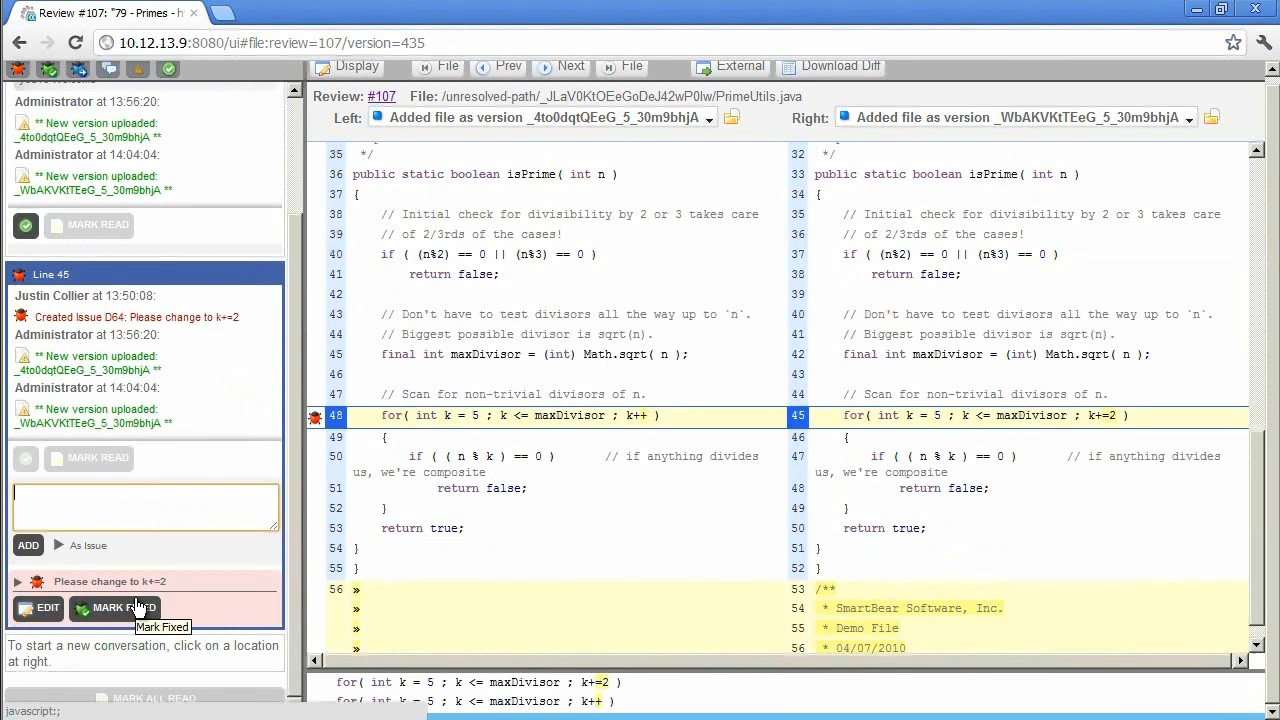 Review #107: "79 - Primes - h
10.12.13.9:8080/ui#file:review=107/version=435
Display File Prev Next File External Download Diff
Review: #107 File: /unresolved-path/_JLaV0KtOEeGoDeJ42wP0lw/PrimeUtils.java
Left: Added file as version _4to0dqtQEeG_5_30m9bhjA Right: Added file as version _WbAKVKtTEeG_5_30m9bhjA
Administrator at 13:56:20:
** New version uploaded:
_4to0dqtQEeG_5_30m9bhjA **
Administrator at 14:04:04:
** New version uploaded:
_WbAKVKtTEeG_5_30m9bhjA **
MARK READ
Line 45
Justin Collier at 13:50:08:
Created Issue D64: Please change to k+=2
Administrator at 13:56:20:
** New version uploaded:
_4to0dqtQEeG_5_30m9bhjA **
Administrator at 14:04:04:
** New version uploaded:
_WbAKVKtTEeG_5_30m9bhjA **
MARK READ
ADD As Issue
Please change to k+=2
EDIT MARK FIXED
Mark Fixed
To start a new conversation, click on a location
at right.
MARK ALL READ
javascript:;
35 */
36 public static boolean isPrime( int n )
37 {
38 // Initial check for divisibility by 2 or 3 takes care
39 // of 2/3rds of the cases!
40 if ( (n%2) == 0 || (n%3) == 0 )
41 return false;
42
43 // Don't have to test divisors all the way up to `n`.
44 // Biggest possible divisor is sqrt(n).
45 final int maxDivisor = (int) Math.sqrt( n );
46
47 // Scan for non-trivial divisors of n.
48 for( int k = 5 ; k <= maxDivisor ; k++ )
49 {
50 if ( ( n % k ) == 0 ) // if anything divides
us, we're composite
51 return false;
52 }
53 return true;
54 }
55 }
56 »
»
»
»
32 */
33 public static boolean isPrime( int n )
34 {
35 // Initial check for divisibility by 2 or 3 takes care
36 // of 2/3rds of the cases!
37 if ( (n%2) == 0 || (n%3) == 0 )
38 return false;
39
40 // Don't have to test divisors all the way up to `n`.
41 // Biggest possible divisor is sqrt(n).
42 final int maxDivisor = (int) Math.sqrt( n );
43
44 // Scan for non-trivial divisors of n.
45 for( int k = 5 ; k <= maxDivisor ; k+=2 )
46 {
47 if ( ( n % k ) == 0 ) // if anything divides
us, we're composite
48 return false;
49 }
50 return true;
51 }
52 }
53 /**
54 * SmartBear Software, Inc.
55 * Demo File
56 * 04/07/2010
for( int k = 5 ; k <= maxDivisor ; k+=2 )
for( int k = 5 ; k <= maxDivisor ; k++ )